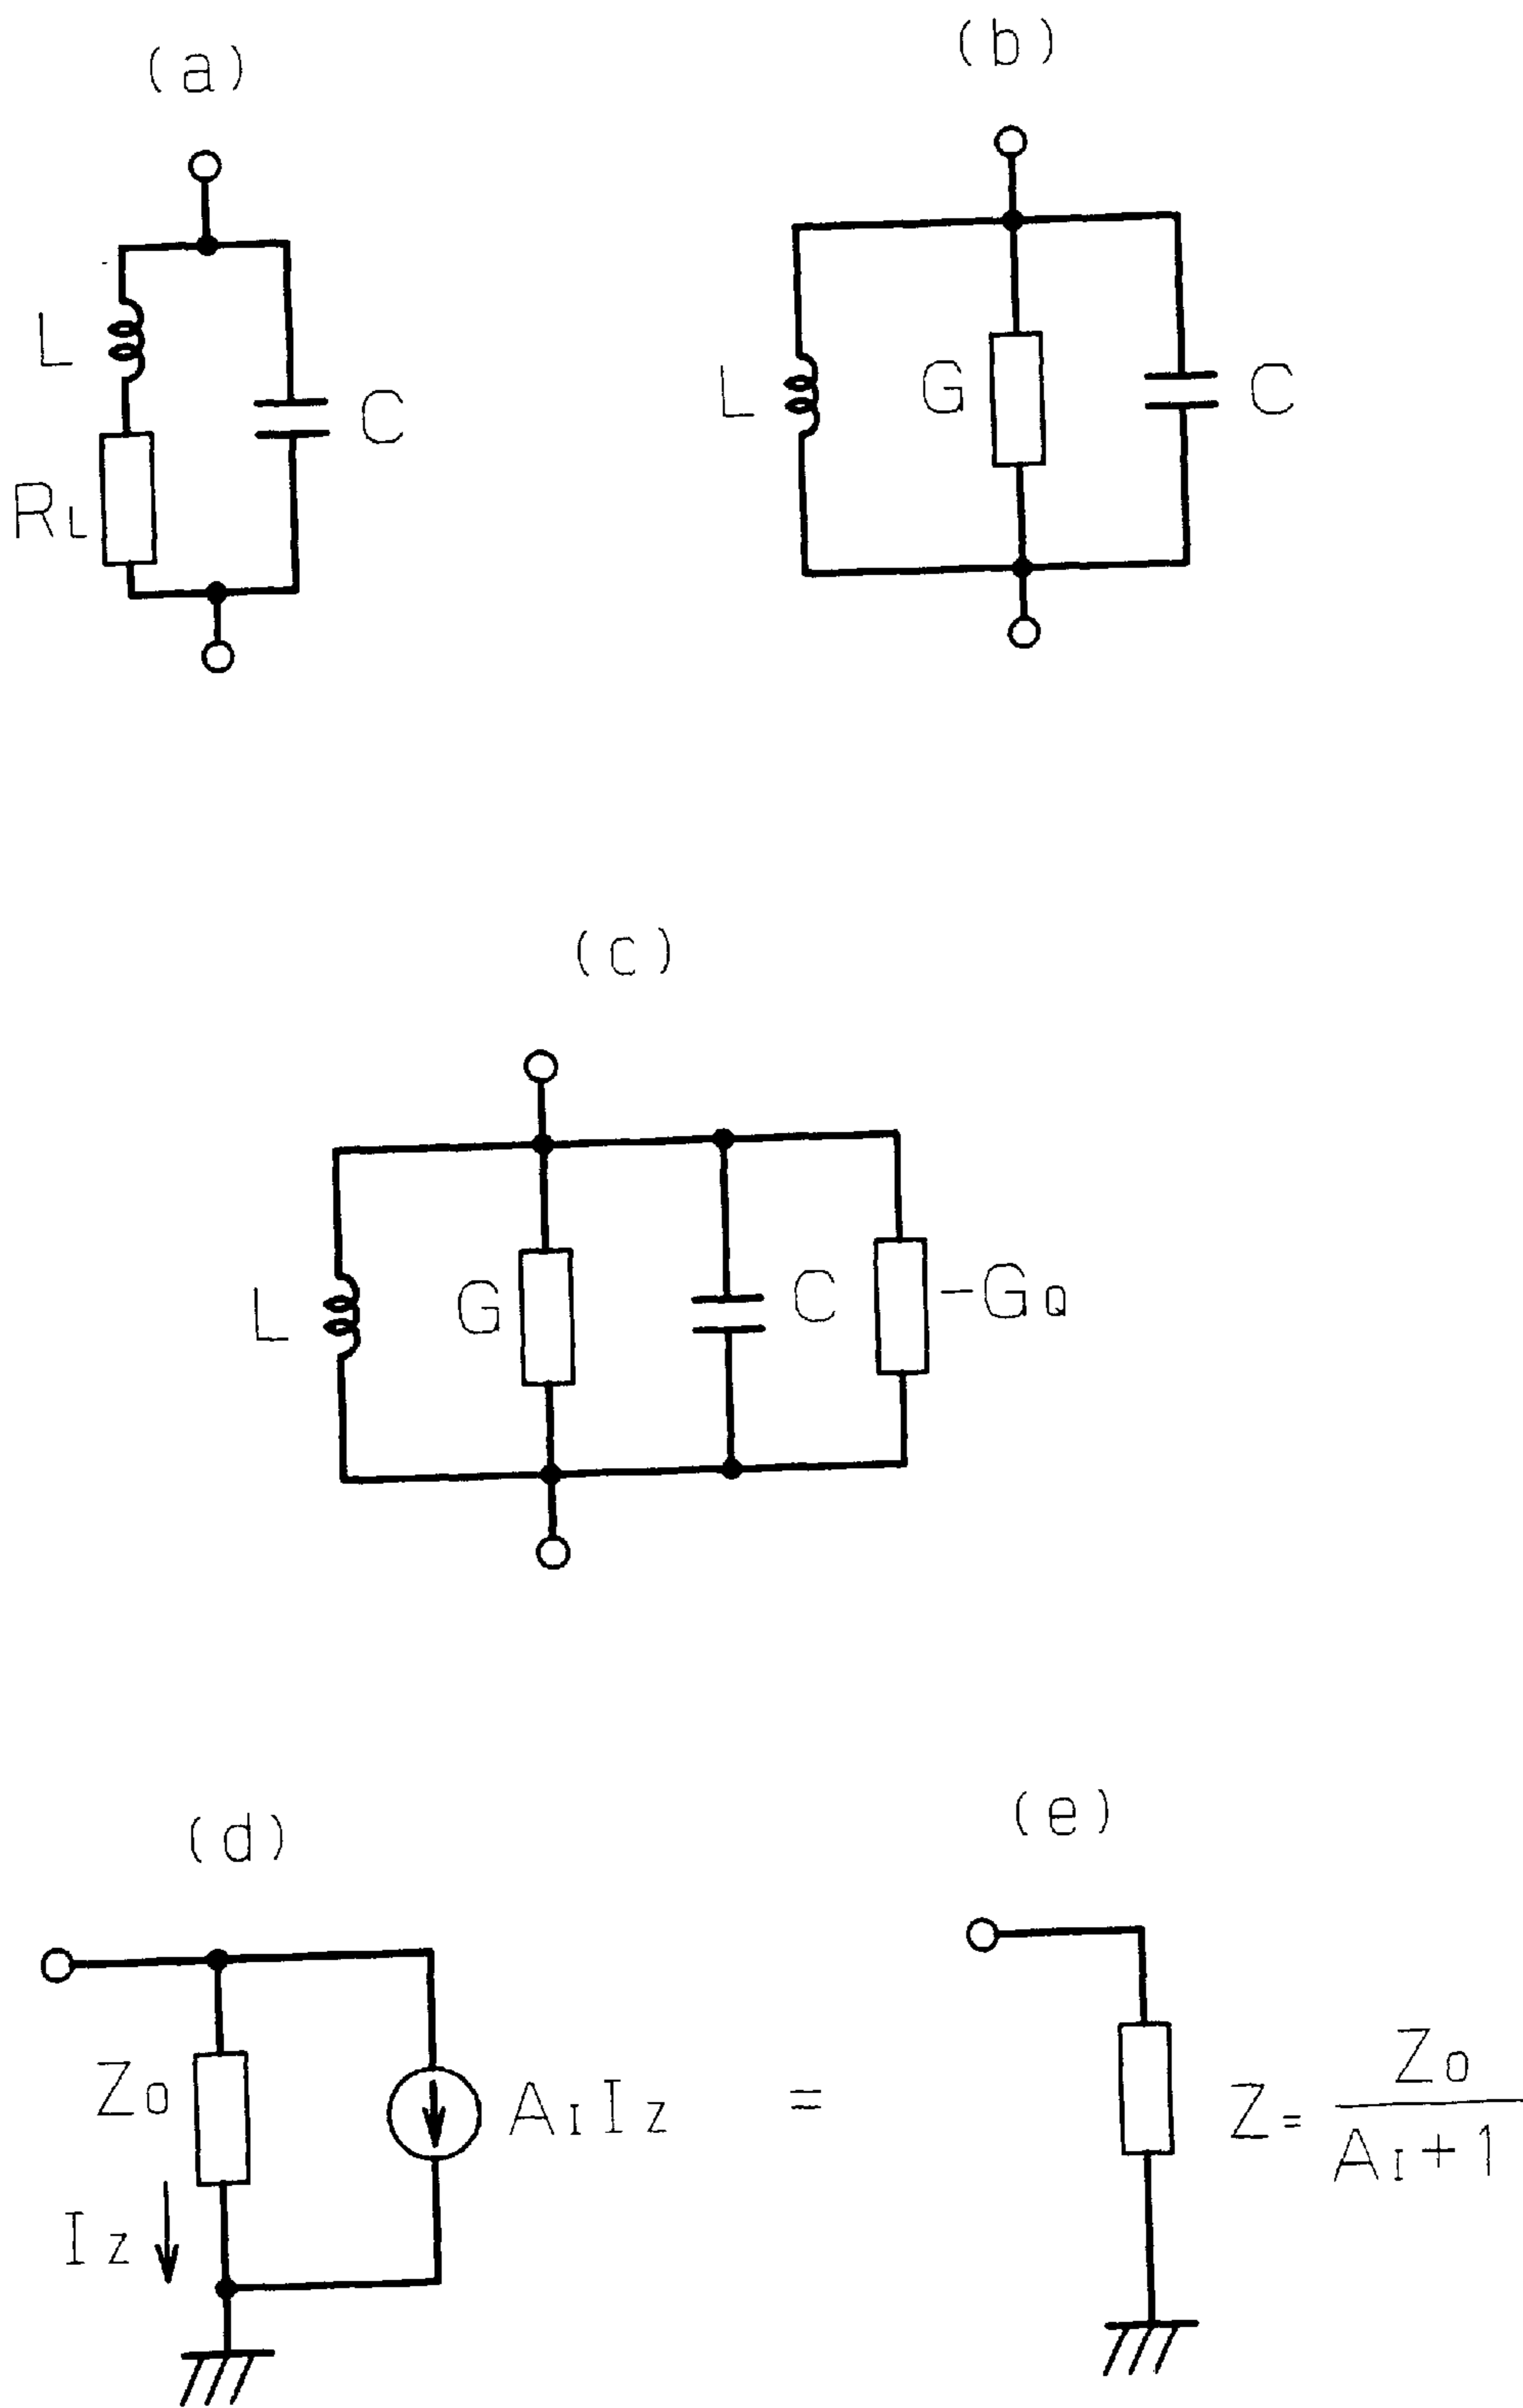 (a)
(b)
L
C
RL
L
G
C
(c)
L
G
C
-GQ
(d)
(e)
Z0
AI IZ
IZ
=
Z= Z0
AI+1